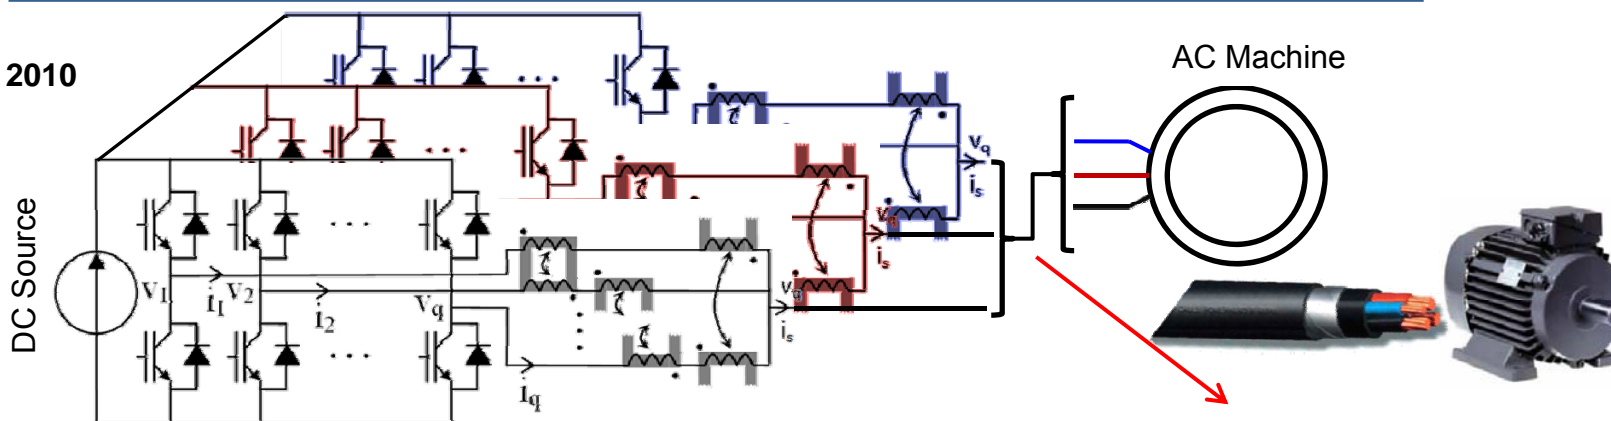 2010
AC Machine
DC Source
V1
i1
V2
i2
Vq
iq
vq
is
vq
is
vq
is